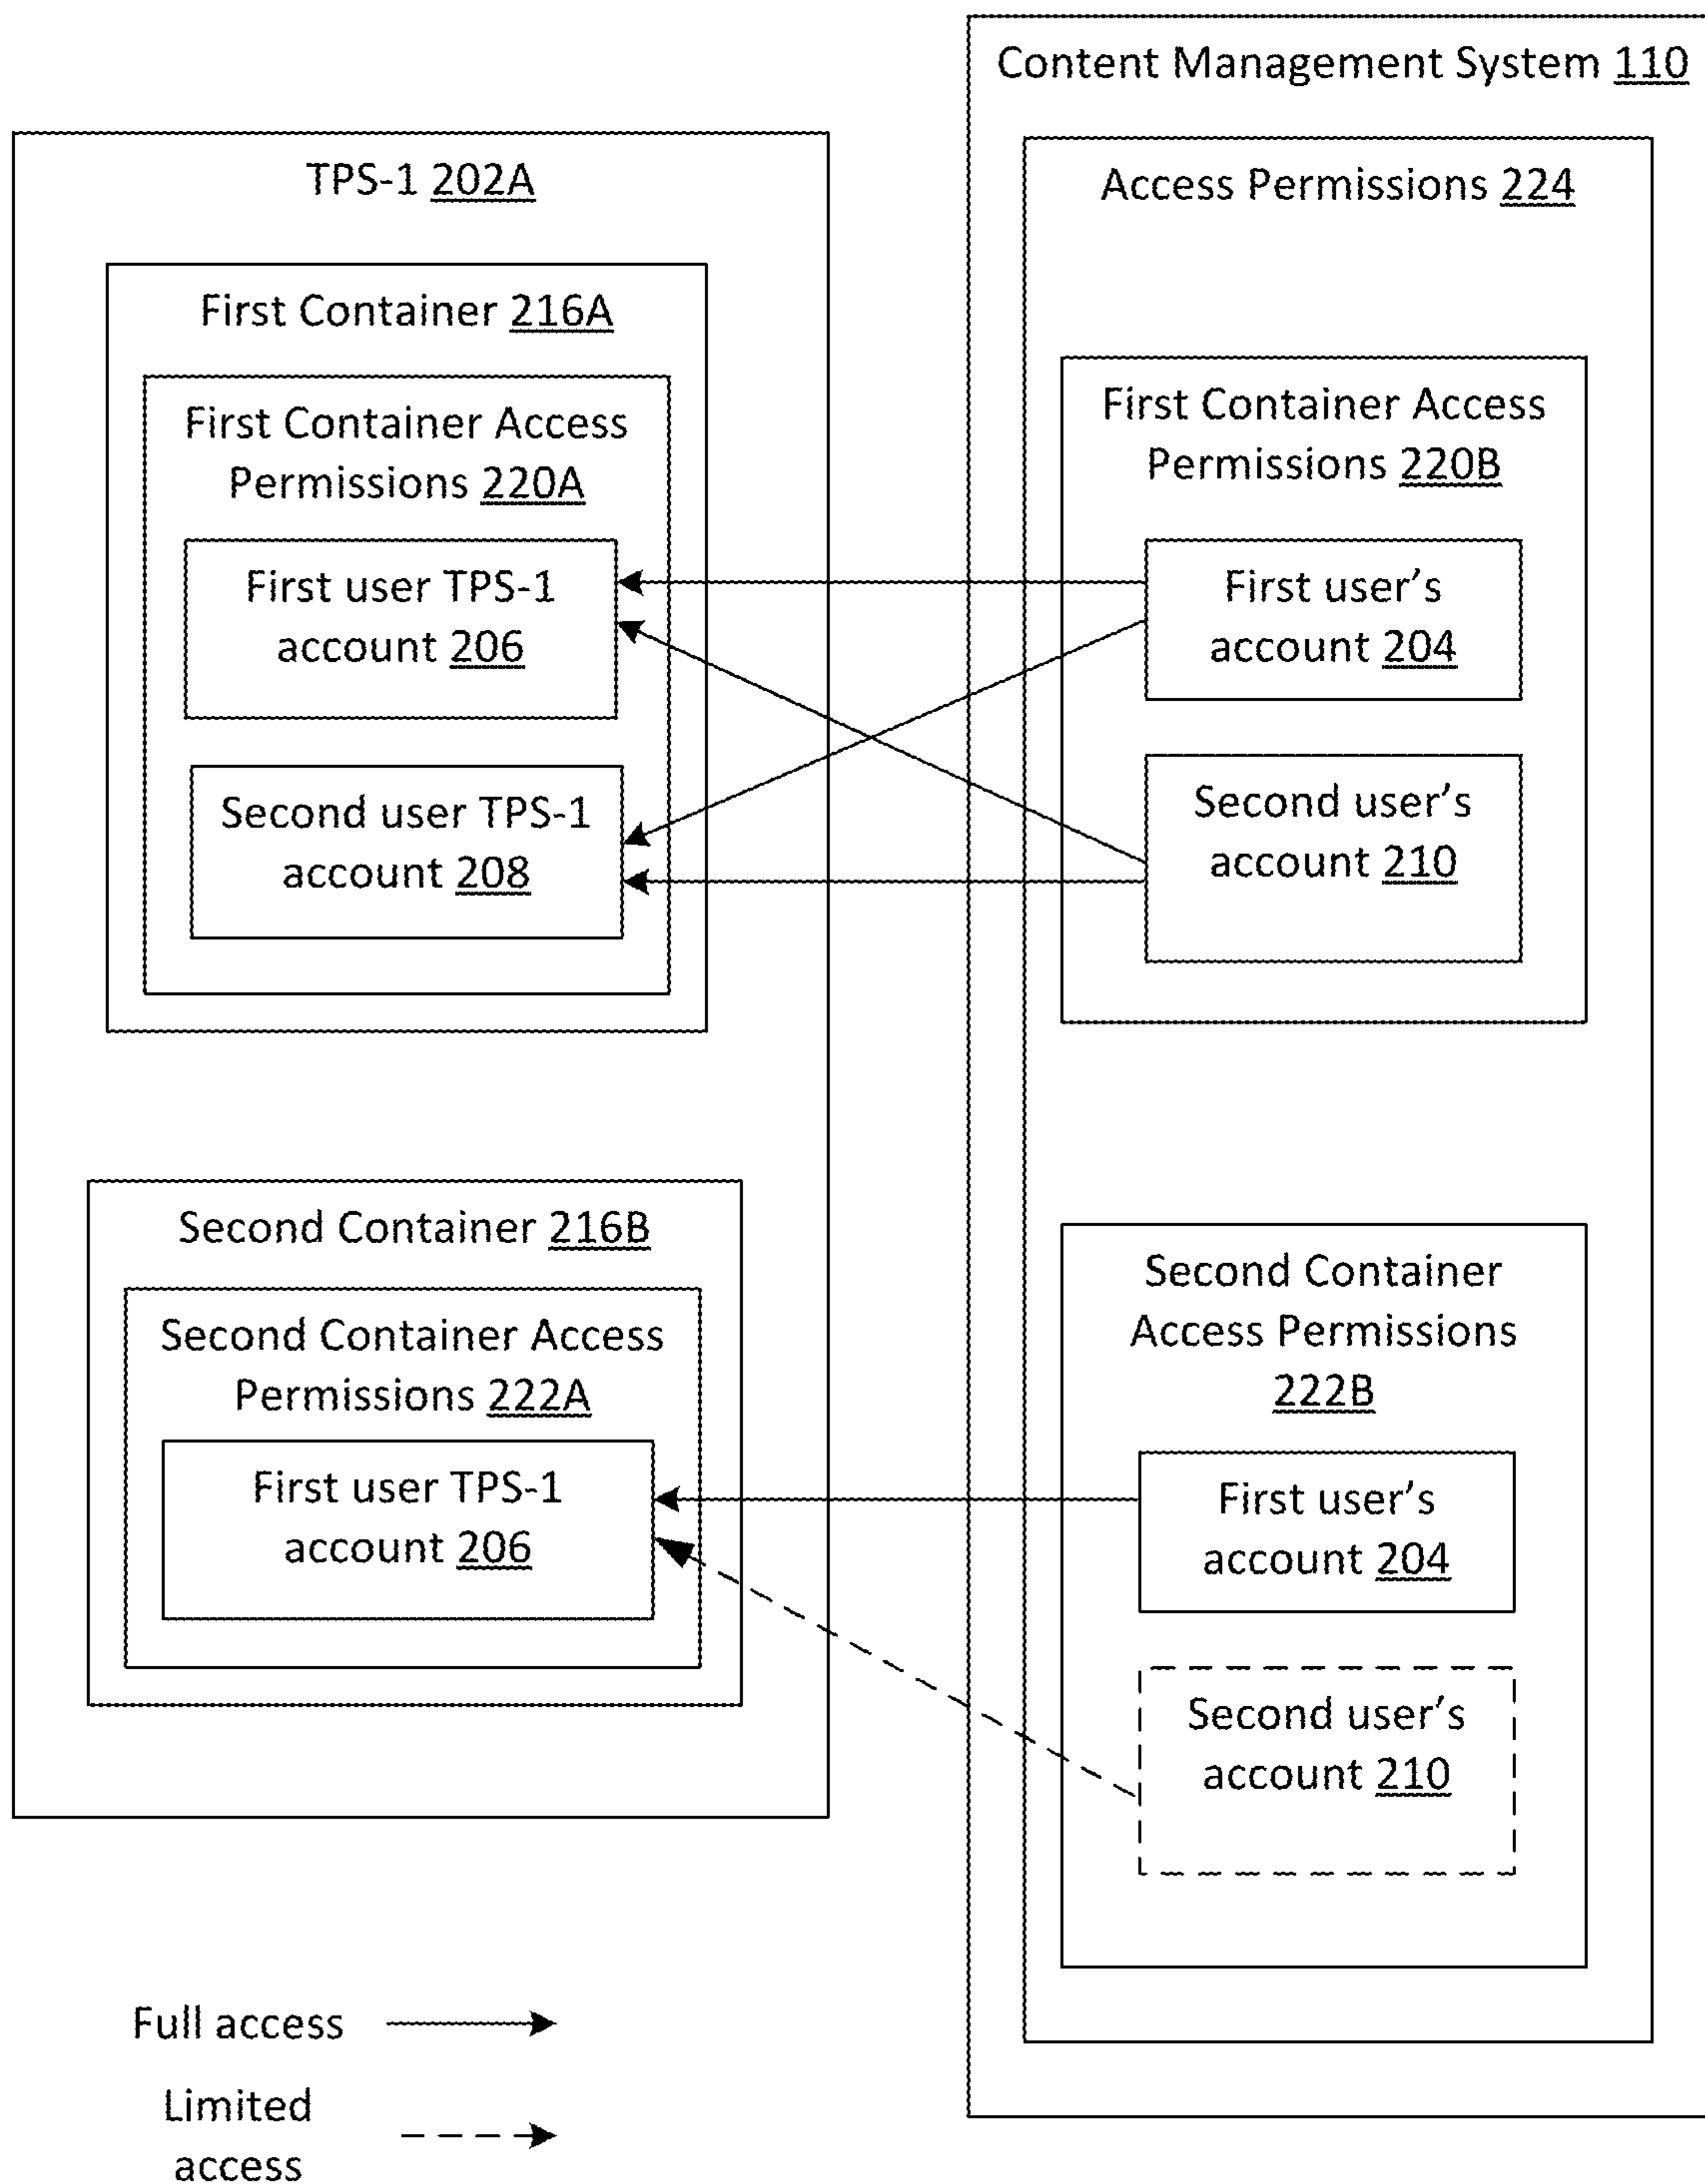 Content Management System 110
TPS-1 202A
Access Permissions 224
First Container 216A
First Container Access
Permissions 220A
First user TPS-1
account 206
Second user TPS-1
account 208
First Container Access
Permissions 220B
First user's
account 204
Second user's
account 210
Second Container 216B
Second Container Access
Permissions 222A
First user TPS-1
account 206
Second Container
Access Permissions
222B
First user's
account 204
Second user's
account 210
Full access
Limited
access